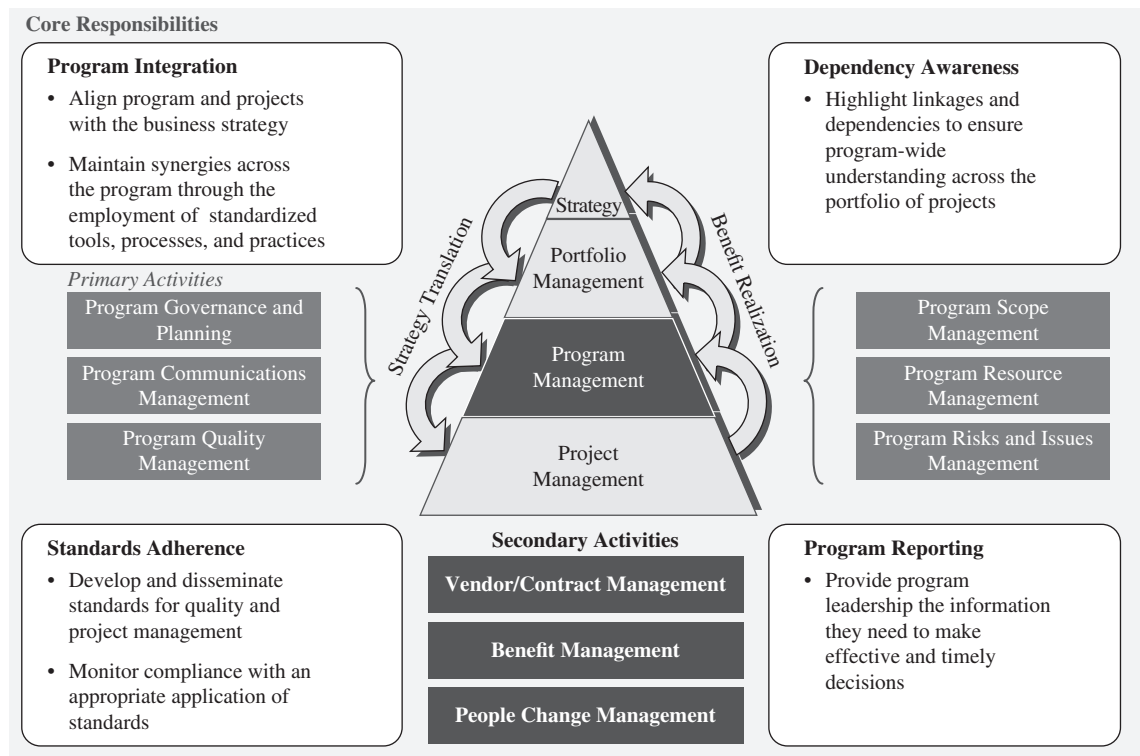 Core Responsibilities
Program Integration
• Align program and projects
with the business strategy
• Maintain synergies across
the program through the
employment of standardized
tools, processes, and practices
Dependency Awareness
• Highlight linkages and
dependencies to ensure
program-wide
understanding across the
portfolio of projects
Primary Activities
Program Governance and
Planning
Program Communications
Management
Program Quality
Management
Strategy Translation
Strategy
Portfolio
Management
Program
Management
Project
Management
Benefit Realization
Program Scope
Management
Program Resource
Management
Program Risks and Issues
Management
Standards Adherence
• Develop and disseminate
standards for quality and
project management
• Monitor compliance with an
appropriate application of
standards
Secondary Activities
Vendor/Contract Management
Benefit Management
People Change Management
Program Reporting
• Provide program
leadership the information
they need to make
effective and timely
decisions